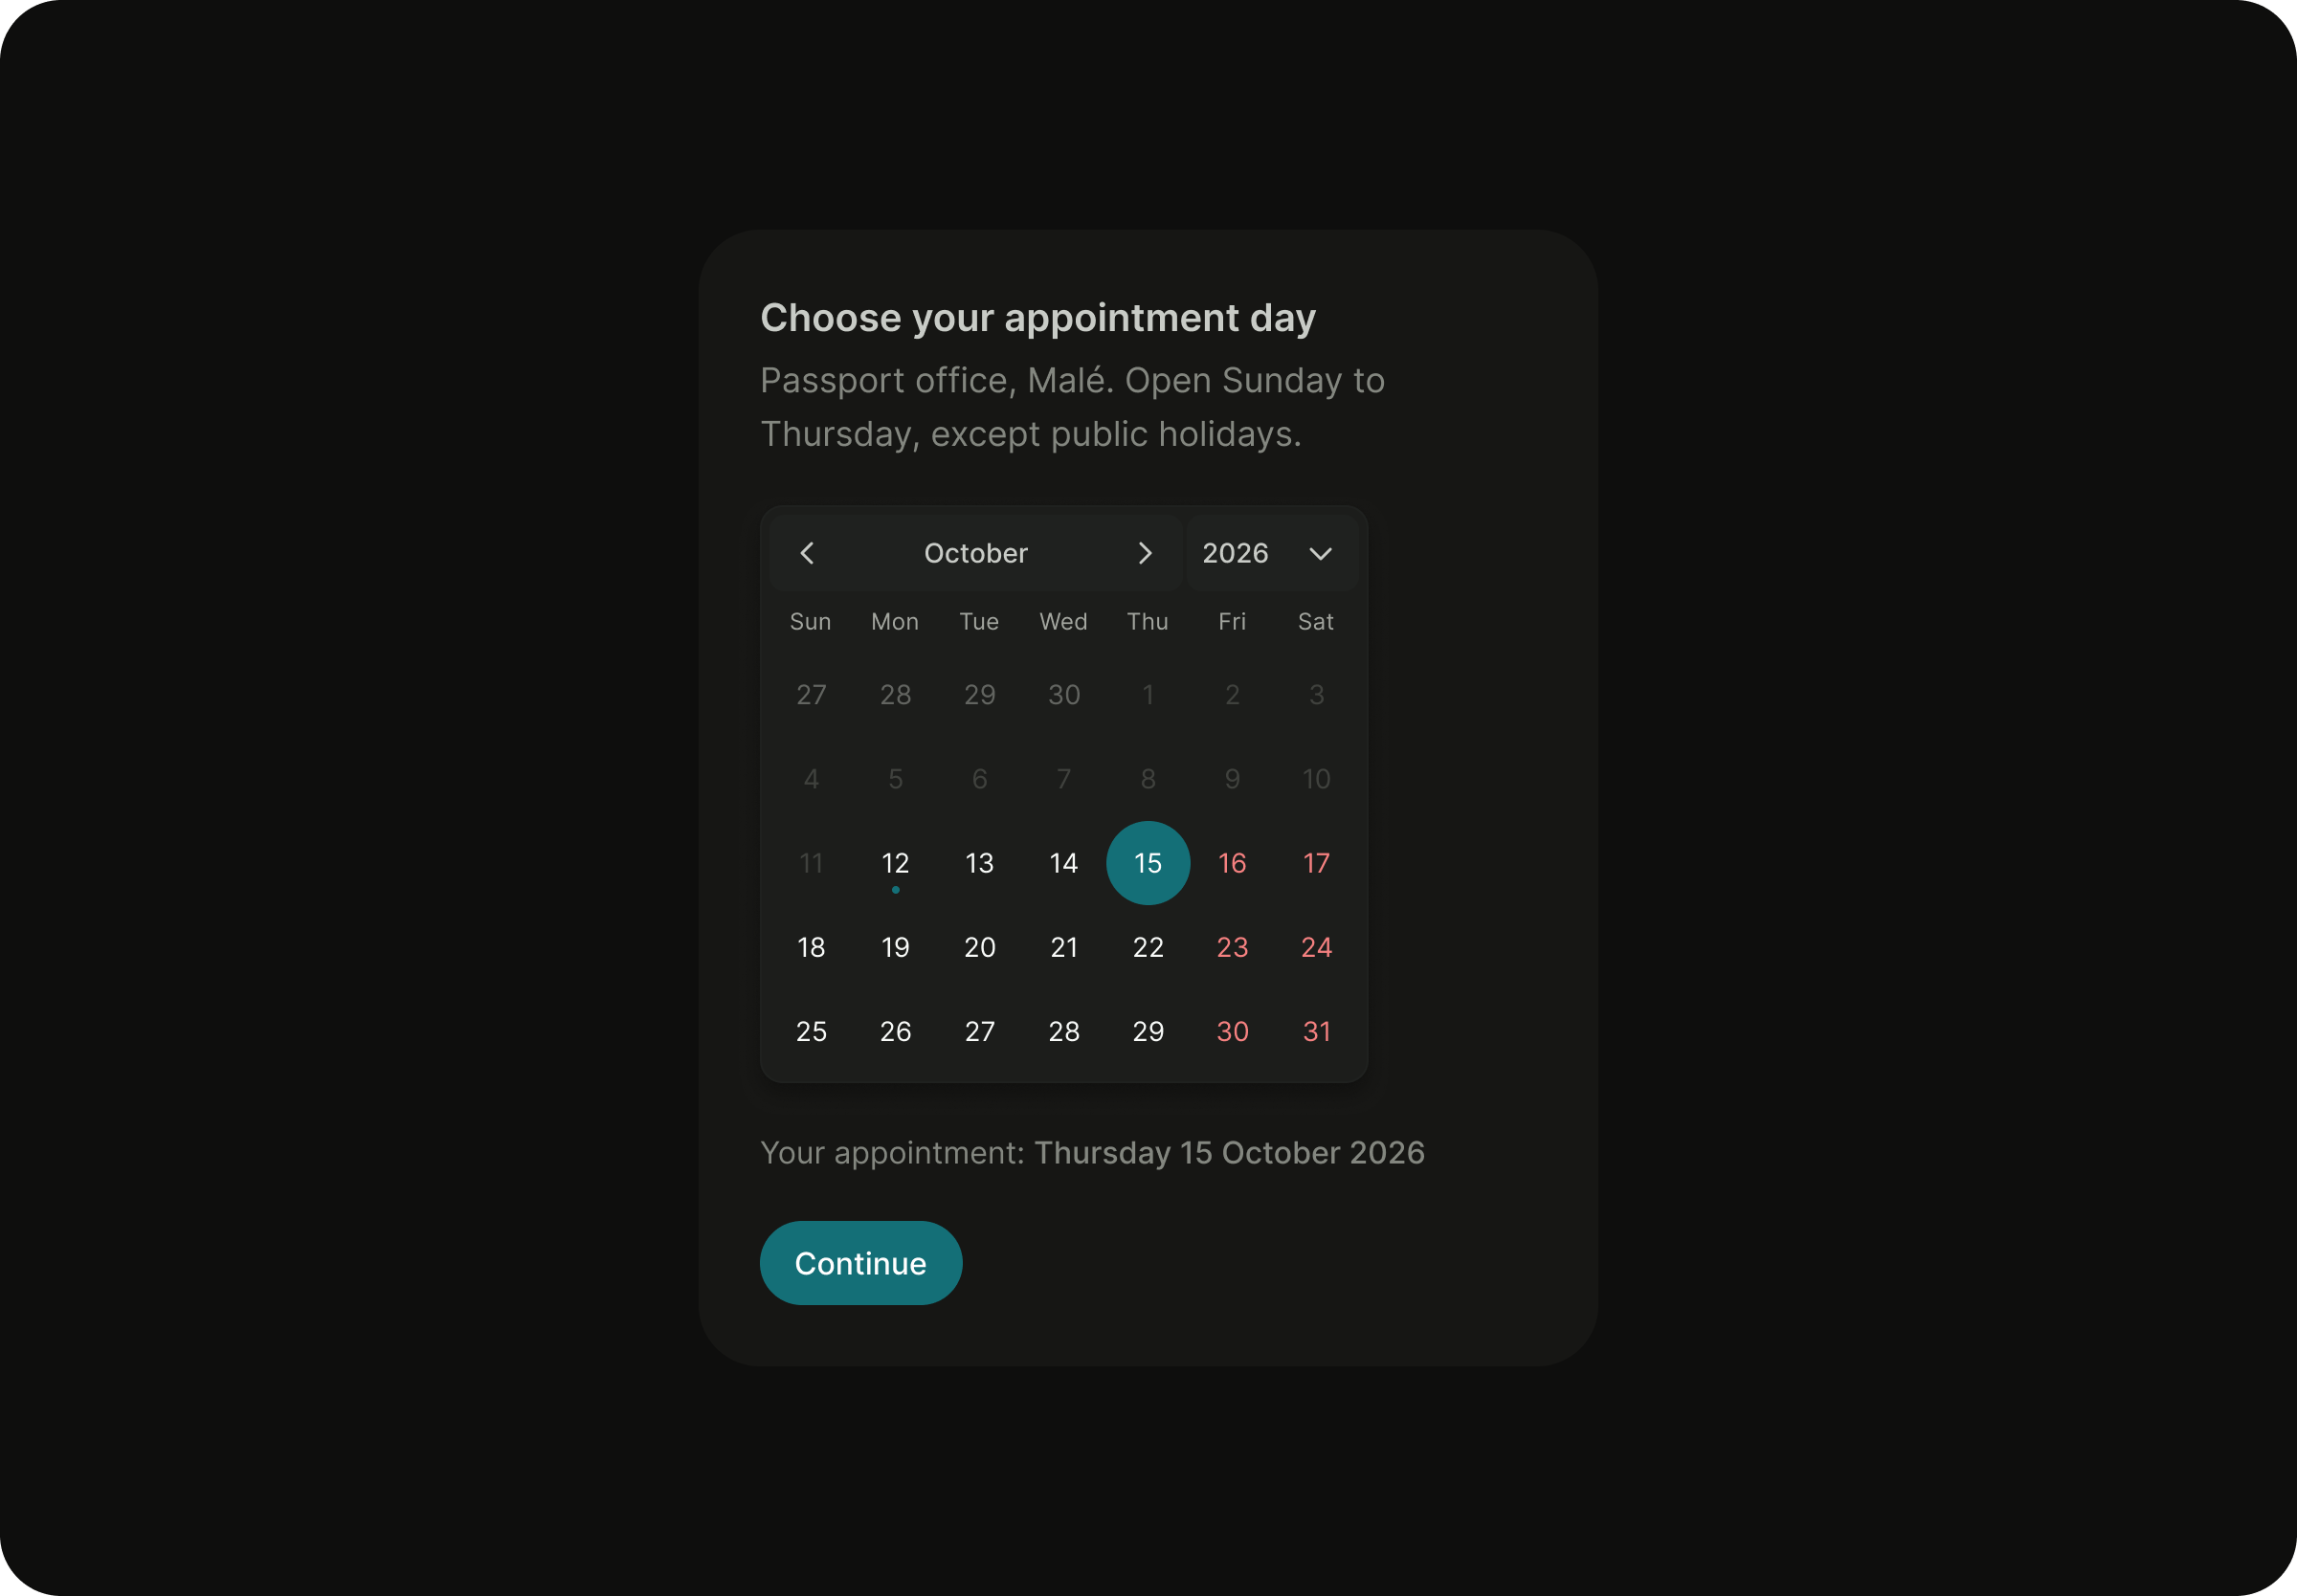 Choose your appointment day
Passport office, Malé. Open Sunday to
Thursday, except public holidays.
October 2026
Sun Mon Tue Wed Thu Fri Sat
27 28 29 30 1 2 3
4 5 6 7 8 9 10
11 12 13 14 15 16 17
18 19 20 21 22 23 24
25 26 27 28 29 30 31
Your appointment: Thursday 15 October 2026
Continue